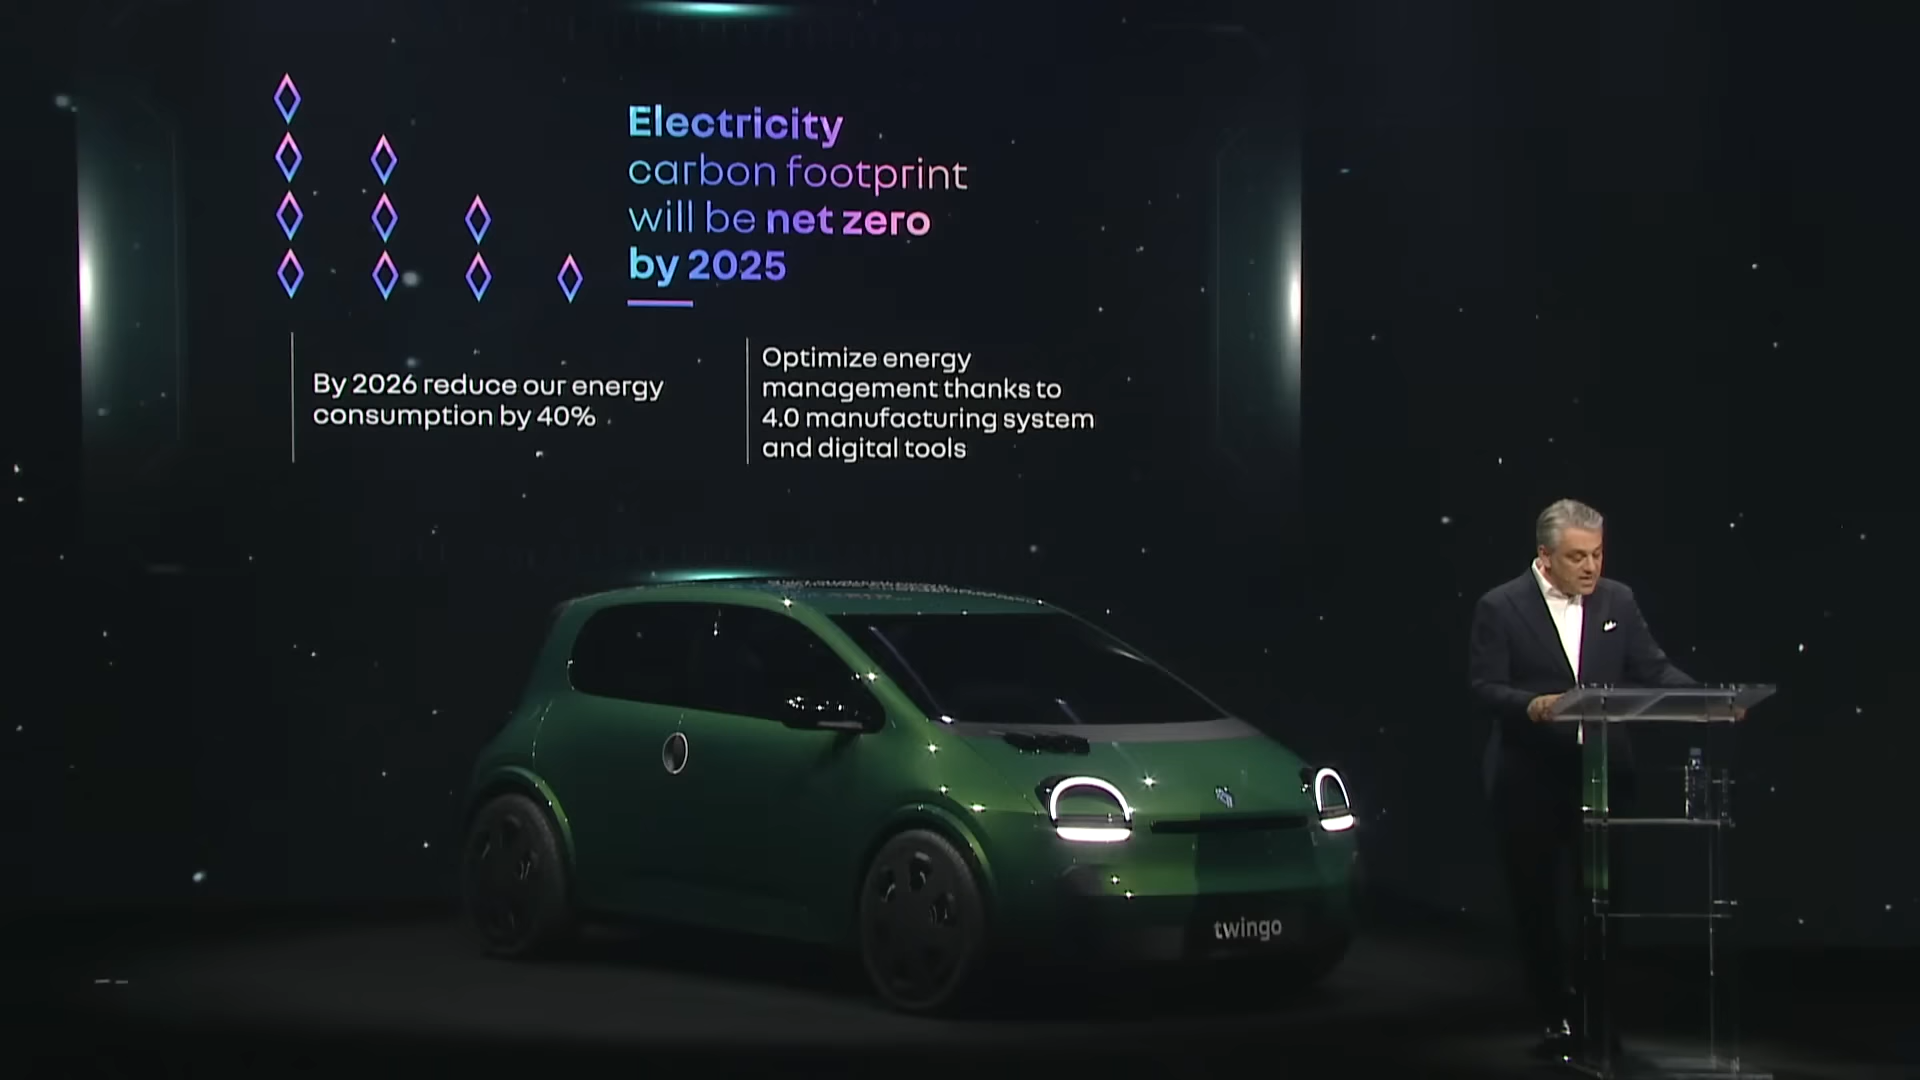 Electricity
carbon footprint
will be net zero
by 2025
By 2026 reduce our energy
consumption by 40%
Optimize energy
management thanks to
4.0 manufacturing system
and digital tools
twingo